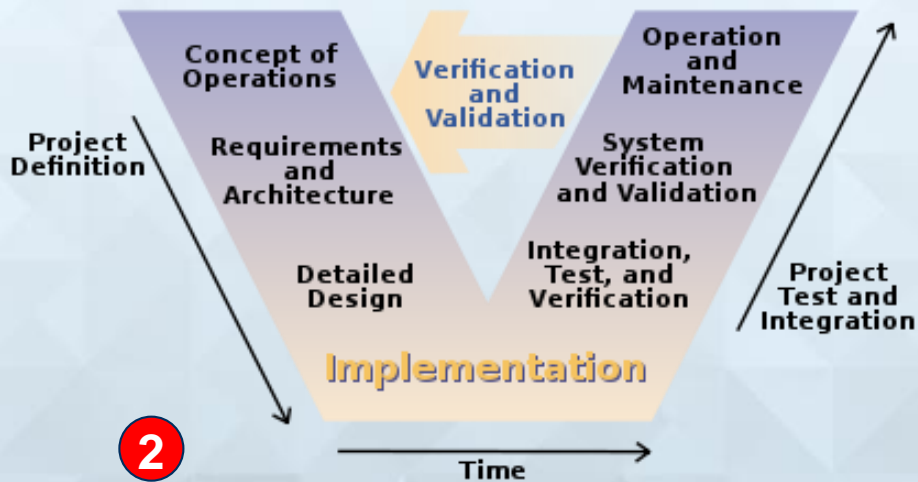 Concept of
Operations
Verification
and
Validation
Operation
and
Maintenance
Project
Definition
Requirements
and
Architecture
System
Verification
and Validation
Detailed
Design
Integration,
Test, and
Verification
Project
Test and
Integration
Implementation
2
Time